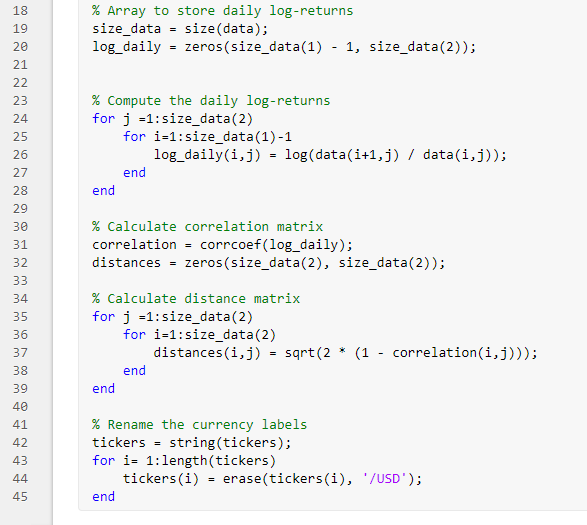 18 % Array to store daily log-returns
19 size_data = size(data);
20 log_daily = zeros(size_data(1) - 1, size_data(2));
21
22
23 % Compute the daily log-returns
24 for j =1:size_data(2)
25     for i=1:size_data(1)-1
26         log_daily(i,j) = log(data(i+1,j) / data(i,j));
27     end
28 end
29
30 % Calculate correlation matrix
31 correlation = corrcoef(log_daily);
32 distances = zeros(size_data(2), size_data(2));
33
34 % Calculate distance matrix
35 for j =1:size_data(2)
36     for i=1:size_data(2)
37         distances(i,j) = sqrt(2 * (1 - correlation(i,j)));
38     end
39 end
40
41 % Rename the currency labels
42 tickers = string(tickers);
43 for i= 1:length(tickers)
44     tickers(i) = erase(tickers(i), '/USD');
45 end